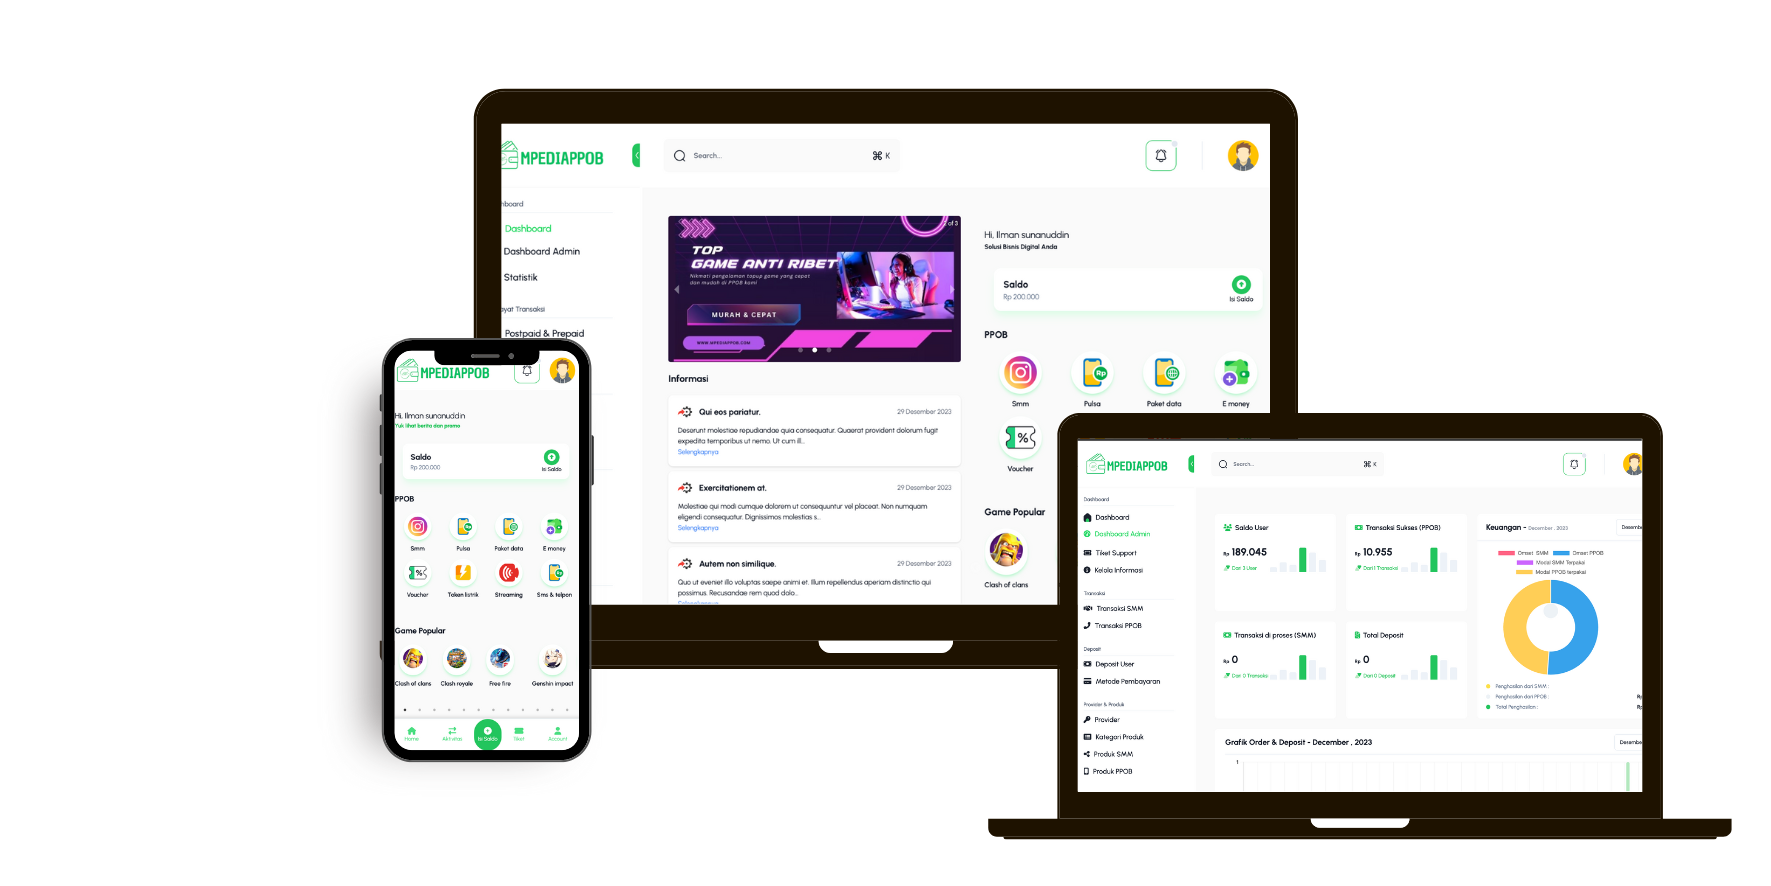 MPEDIAPPOB
Search..
⌘ K
hboard
Dashboard
Dashboard Admin
Statistik
ayat Transaksi
Postpaid & Prepaid
of 3
TOP
GAME ANTI RIBET
Nikmati pengalaman topup game yang cepat
dan mudah di PPOB kami
MURAH & CEPAT
WWW.MPEDIAPPOB.COM
Informasi
Qui eos pariatur.
29 Desember 2023
Deserunt molestiae repudiandae quia consequatur. Quaerat provident dolorum fugit
expedita temporibus ut nemo. Ut cum ill..
Selengkapnya
Exercitationem at.
29 Desember 2023
Molestiae qui modi cumque dolorem ut consequuntur vel placeat. Non numquam
eligendi consequatur. Dignissimos molestias s..
Selengkapnya
Autem non similique.
29 Desember 2023
Quo ut eveniet illo voluptas saepe animi et. Illum repellendus aperiam distinctio qui
possimus. Recusandae rem quod dolo..
Selengkapnya
Hi, Ilman sunanuddin
Solusi Bisnis Digital Anda
Saldo
Rp 200.000
Isi Saldo
PPOB
Smm
Pulsa
Paket data
E money
Voucher
Game Popular
Clash of clans
MPEDIAPPOB
Hi, Ilman sunanuddin
Yuk lihat berita dan promo
Saldo
Rp 200.000
Isi Saldo
PPOB
Smm
Pulsa
Paket data
E money
Voucher
Token listrik
Streaming
Sms & telpon
Game Popular
Clash of clans
Clash royale
Free fire
Genshin impact
Home
Aktivitas
Isi Saldo
Tiket
Account
MPEDIAPPOB
Search..
⌘ K
Dashboard
Dashboard
Dashboard Admin
Tiket Support
Kelola Informasi
Transaksi
Transaksi SMM
Transaksi PPOB
Deposit
Deposit User
Metode Pembayaran
Provider & Produk
Provider
Kategori Produk
Produk SMM
Produk PPOB
Saldo User
Rp 189.045
Dari 3 User
Transaksi Sukses (PPOB)
Rp 10.955
Dari 1 Transaksi
Transaksi di proses (SMM)
Rp 0
Dari 0 Transaksi
Total Deposit
Rp 0
Dari 0 Deposit
Keuangan - December , 2023
Desembe
Omset SMM
Omset PPOB
Modal SMM Terpakai
Modal PPOB terpakai
Penghasilan dari SMM :
Penghasilan dari PPOB :
Rp
Total Penghasilan :
Rp
Grafik Order & Deposit - December , 2023
Desembe
1